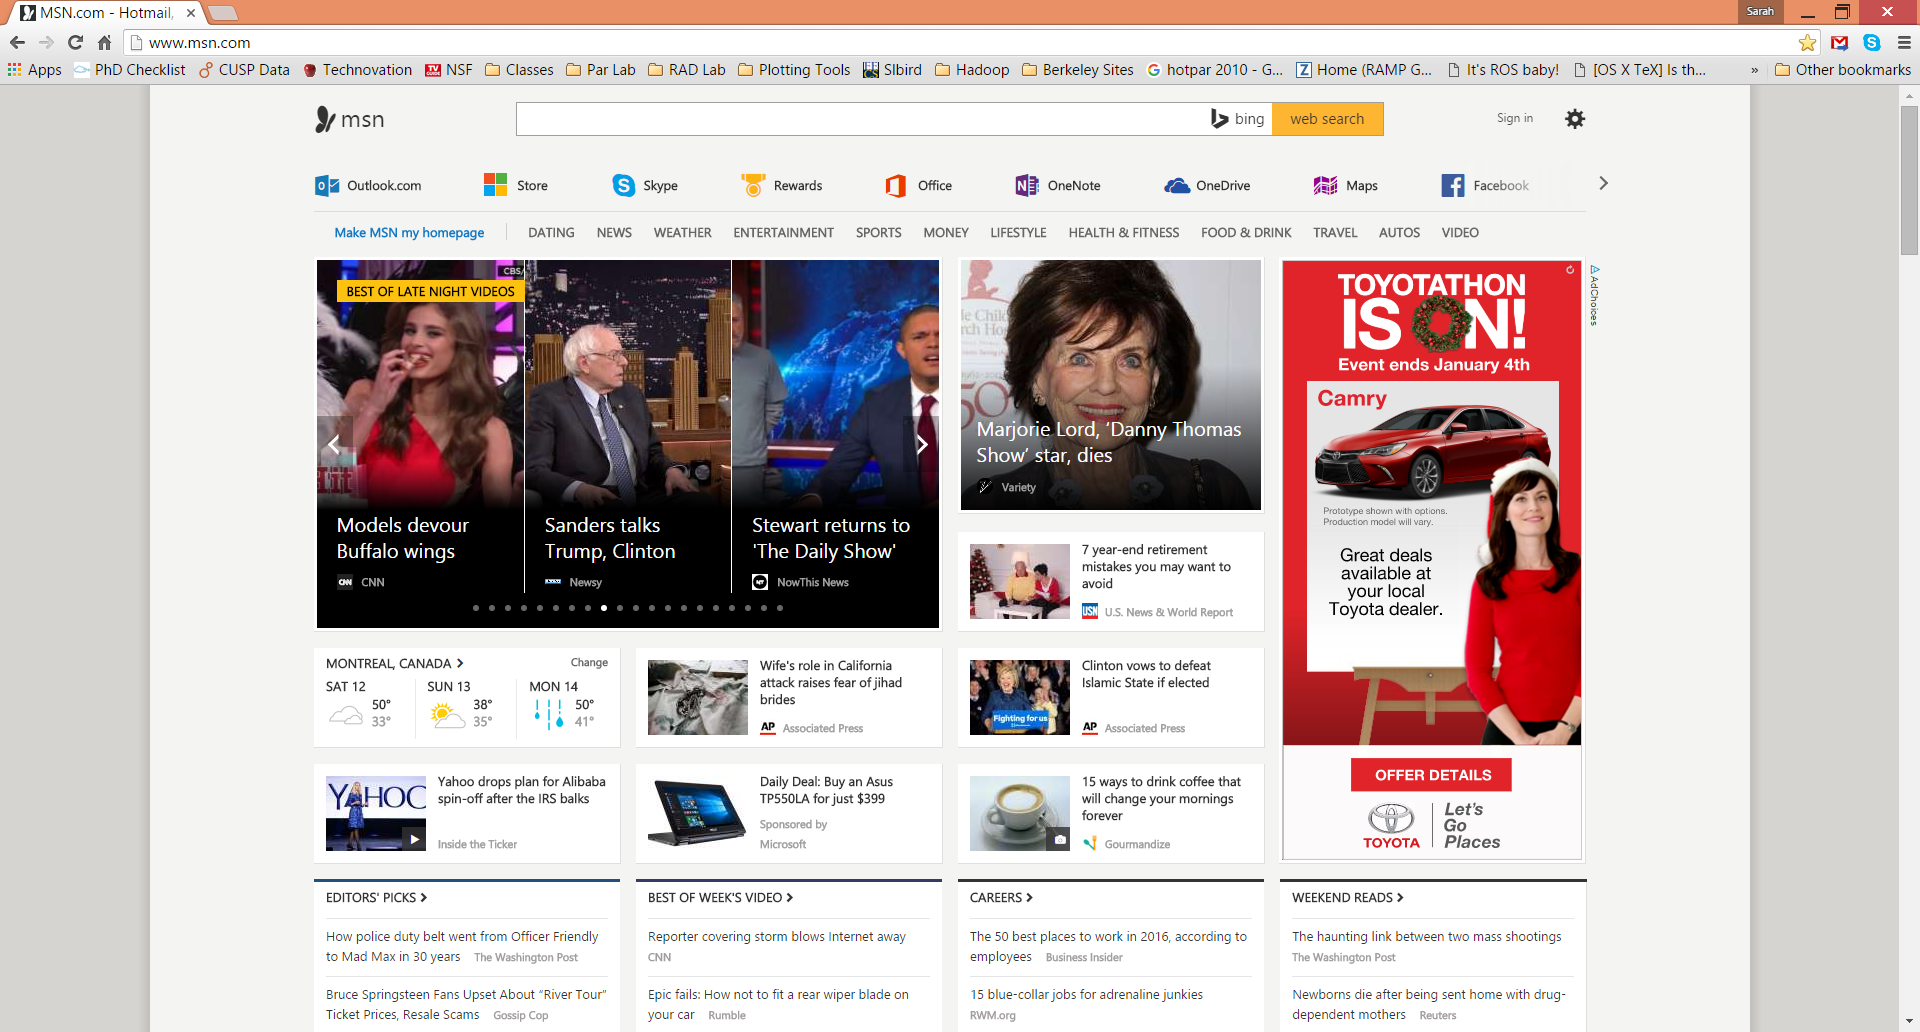 MSN.com - Hotmail,
Sarah
www.msn.com
Apps
PhD Checklist
CUSP Data
Technovation
NSF
Classes
Par Lab
RAD Lab
Plotting Tools
SIbird
Hadoop
Berkeley Sites
hotpar 2010 - G...
Home (RAMP G...
It's ROS baby!
[OS X TeX] Is th...
»
Other bookmarks
msn
bing
web search
Sign in
Outlook.com
Store
Skype
Rewards
Office
OneNote
OneDrive
Maps
Facebook
Make MSN my homepage
DATING
NEWS
WEATHER
ENTERTAINMENT
SPORTS
MONEY
LIFESTYLE
HEALTH & FITNESS
FOOD & DRINK
TRAVEL
AUTOS
VIDEO
CBS
BEST OF LATE NIGHT VIDEOS
Models devour
Buffalo wings
CNN
Sanders talks
Trump, Clinton
Newsy
Stewart returns to
'The Daily Show'
NowThis News
Marjorie Lord, ‘Danny Thomas
Show’ star, dies
Variety
7 year-end retirement
mistakes you may want to
avoid
U.S. News & World Report
TOYOTATHON
IS ON!
Event ends January 4th
Camry
Prototype shown with options.
Production model will vary.
Great deals
available at
your local
Toyota dealer.
OFFER DETAILS
TOYOTA
Let's
Go
Places
AdChoices
MONTREAL, CANADA
Change
SAT 12
50°
33°
SUN 13
38°
35°
MON 14
50°
41°
Wife's role in California
attack raises fear of jihad
brides
AP Associated Press
Fighting for us
Clinton vows to defeat
Islamic State if elected
AP Associated Press
YAHOO
Yahoo drops plan for Alibaba
spin-off after the IRS balks
Inside the Ticker
Daily Deal: Buy an Asus
TP550LA for just $399
Sponsored by
Microsoft
15 ways to drink coffee that
will change your mornings
forever
Gourmandize
EDITORS' PICKS
How police duty belt went from Officer Friendly
to Mad Max in 30 years The Washington Post
Bruce Springsteen Fans Upset About “River Tour”
Ticket Prices, Resale Scams Gossip Cop
BEST OF WEEK'S VIDEO
Reporter covering storm blows Internet away
CNN
Epic fails: How not to fit a rear wiper blade on
your car Rumble
CAREERS
The 50 best places to work in 2016, according to
employees Business Insider
15 blue-collar jobs for adrenaline junkies
RWM.org
WEEKEND READS
The haunting link between two mass shootings
The Washington Post
Newborns die after being sent home with drug-
dependent mothers Reuters